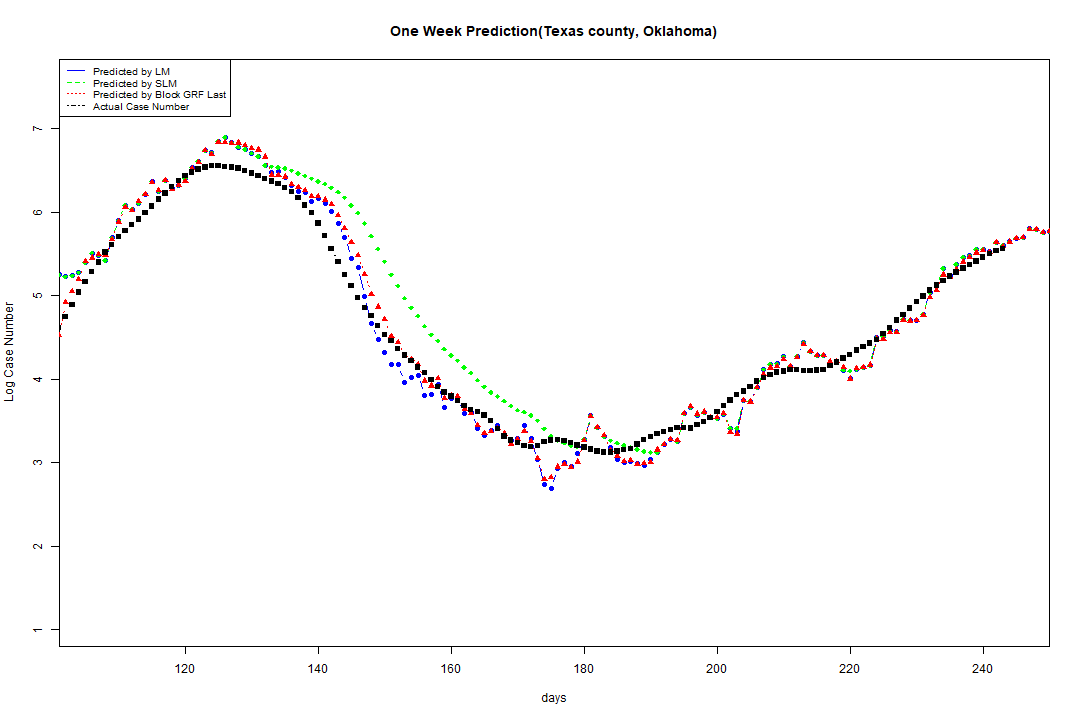 One Week Prediction(Texas county, Oklahoma)
Predicted by LM
Predicted by SLM
Predicted by Block GRF Last
Actual Case Number
7
6
5
4
3
2
1
Log Case Number
120 140 160 180 200 220 240
days